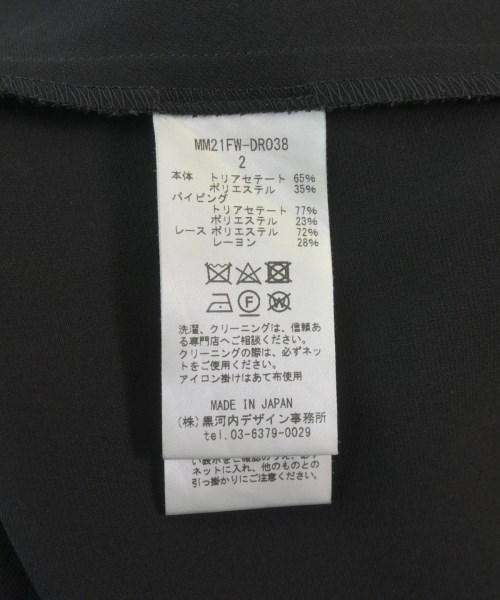 MM21FW-DR038
2
本体 トリアセテート 65%
ポリエステル 35%
パイピング
トリアセテート 77%
ポリエステル 23%
レース ポリエステル 72%
レーヨン 28%
F W
洗濯、クリーニングは、信頼あ
る専門店へご相談ください。
クリーニングの際は、必ずネット
をご使用ください。
アイロン掛けはあて布使用
MADE IN JAPAN
(株)黒河内デザイン事務所
tel.03-6379-0029
ネットに入れ、他のものとの
引っ掛かりにご注意ください。